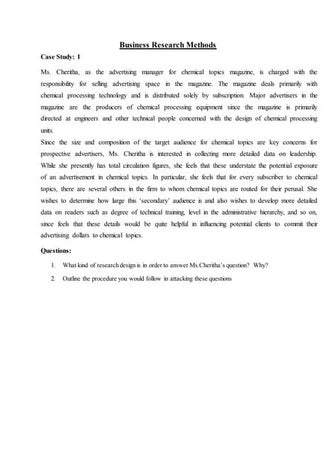 Business Research Methods
Case Study: 1
Ms. Cheritha, as the advertising manager for chemical topics magazine, is charged with the
responsibility for selling advertising space in the magazine. The magazine deals primarily with
chemical processing technology and is distributed solely by subscription. Major advertisers in the
magazine are the producers of chemical processing equipment since the magazine is primarily
directed at engineers and other technical people concerned with the design of chemical processing
units.
Since the size and composition of the target audience for chemical topics are key concerns for
prospective advertisers, Ms. Cheritha is interested in collecting more detailed data on leadership.
While she presently has total circulation figures, she feels that these understate the potential exposure
of an advertisement in chemical topics. In particular, she feels that for every subscriber to chemical
topics, there are several others in the firm to whom chemical topics are routed for their perusal. She
wishes to determine how large this ‘secondary’ audience is and also wishes to develop more detailed
data on readers such as degree of technical training, level in the administrative hierarchy, and so on,
since feels that these details would be quite helpful in influencing potential clients to commit their
advertising dollars to chemical topics.
Questions:
1. What kind of research design is in order to answer Ms.Cheritha’s question? Why?
2. Outline the procedure you would follow in attacking these questions